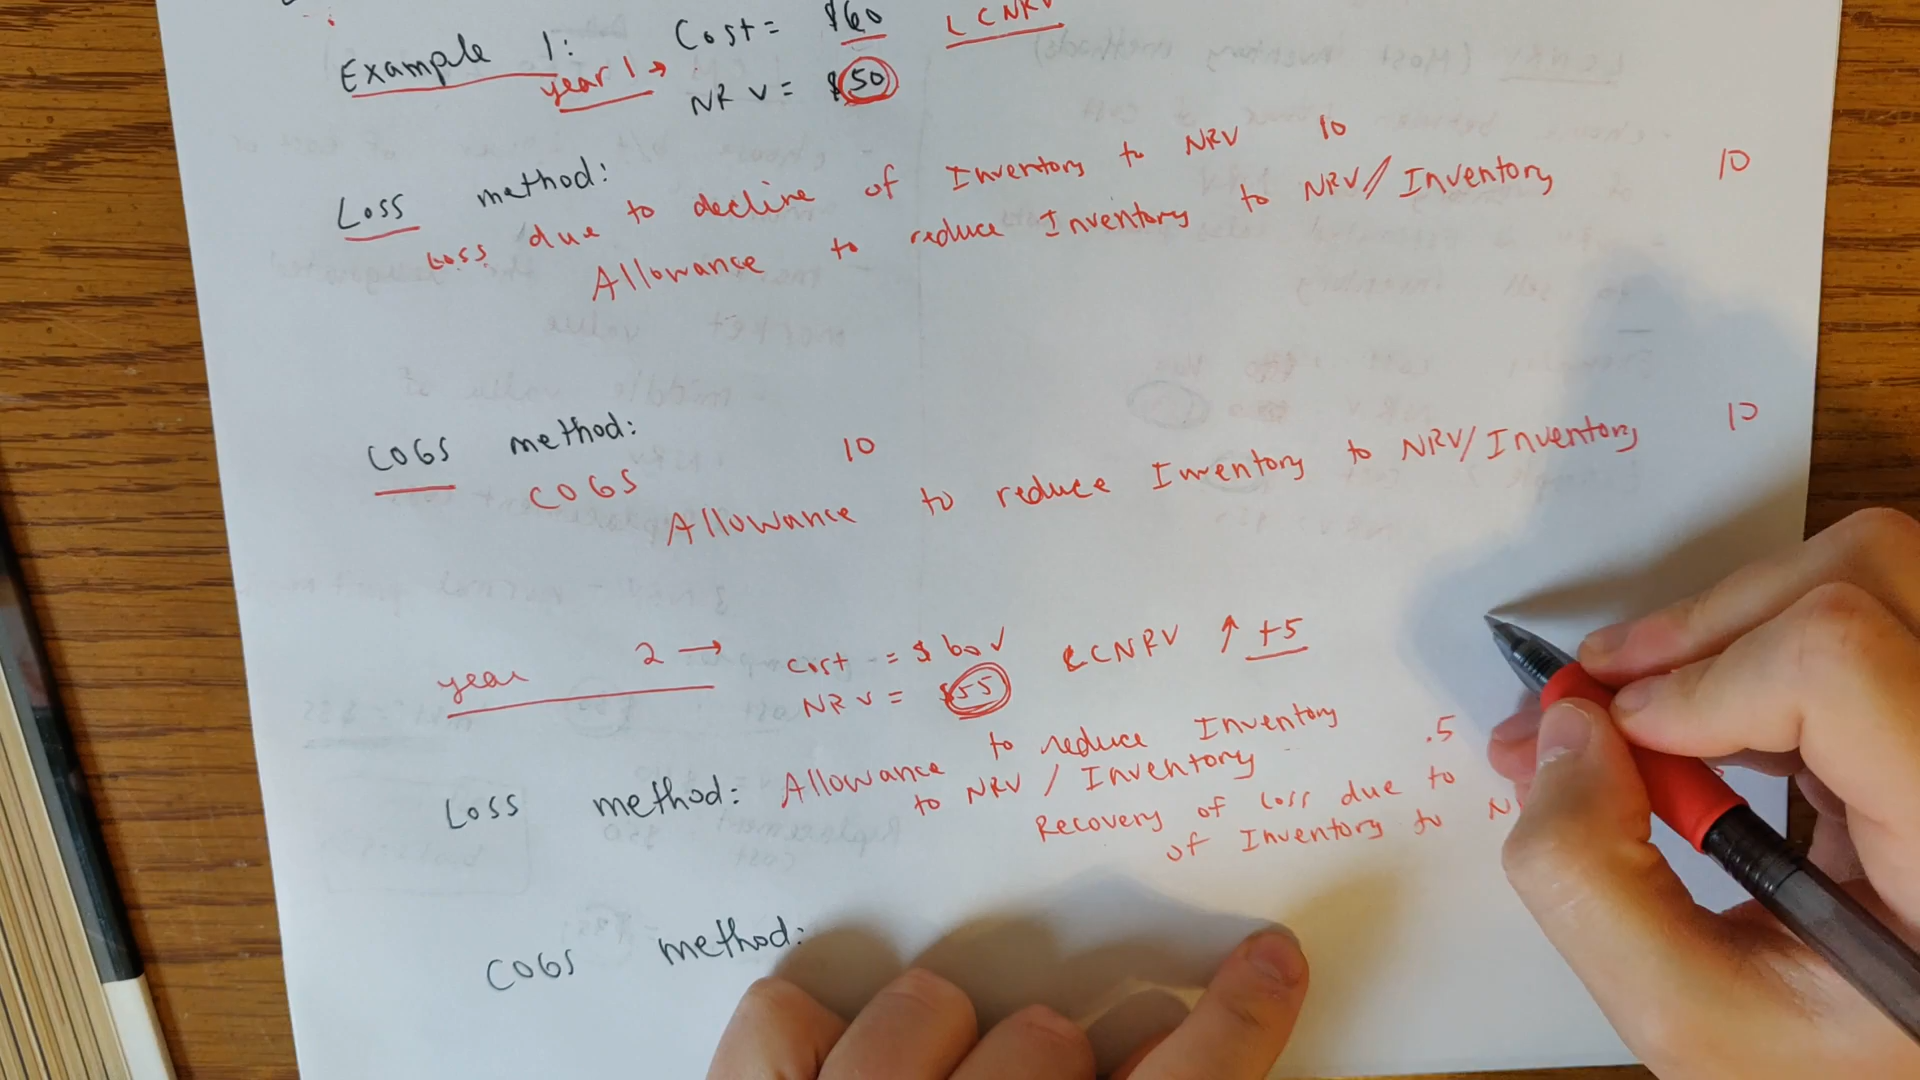 Example 1: Cost = $60 LCNRV
year 1 → NRV = $50
Loss method:
Loss due to decline of Inventory to NRV 10
Allowance to reduce Inventory to NRV/Inventory 10
COGS method:
COGS 10
Allowance to reduce Inventory to NRV/Inventory 10
year 2 → cost = $60 LCNRV ↑ +5
NRV = $55
Loss method: Allowance to reduce Inventory .5
to NRV / Inventory
Recovery of Loss due to
of Inventory to
COGS method: